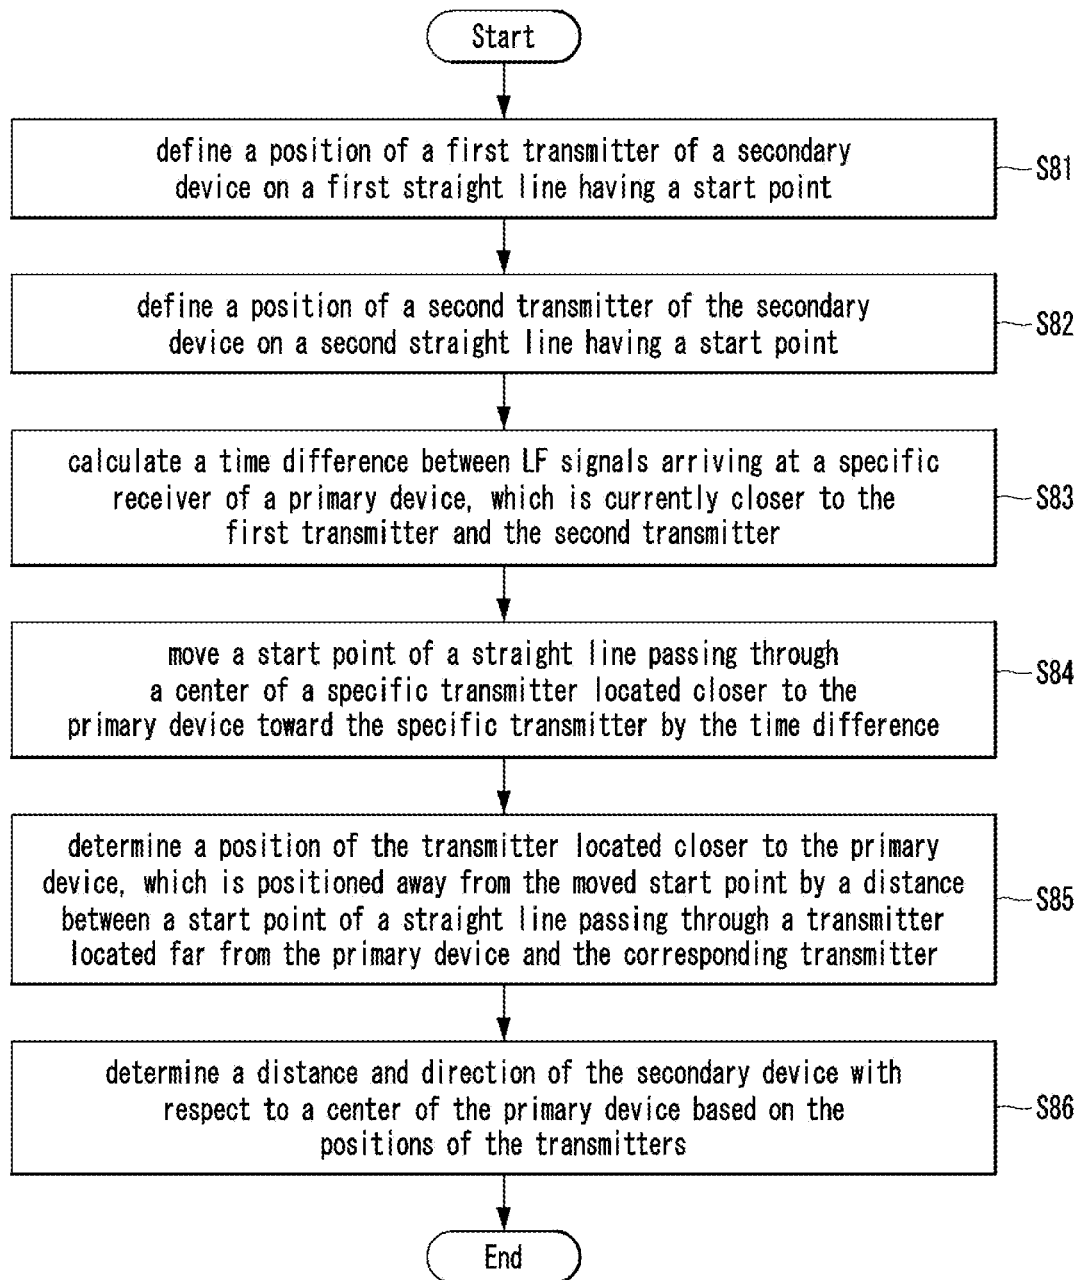 Start
define a position of a first transmitter of a secondary
device on a first straight line having a start point
S81
define a position of a second transmitter of the secondary
device on a second straight line having a start point
S82
calculate a time difference between LF signals arriving at a specific
receiver of a primary device, which is currently closer to the
first transmitter and the second transmitter
S83
move a start point of a straight line passing through
a center of a specific transmitter located closer to the
primary device toward the specific transmitter by the time difference
S84
determine a position of the transmitter located closer to the primary
device, which is positioned away from the moved start point by a distance
between a start point of a straight line passing through a transmitter
located far from the primary device and the corresponding transmitter
S85
determine a distance and direction of the secondary device with
respect to a center of the primary device based on the
positions of the transmitters
S86
End